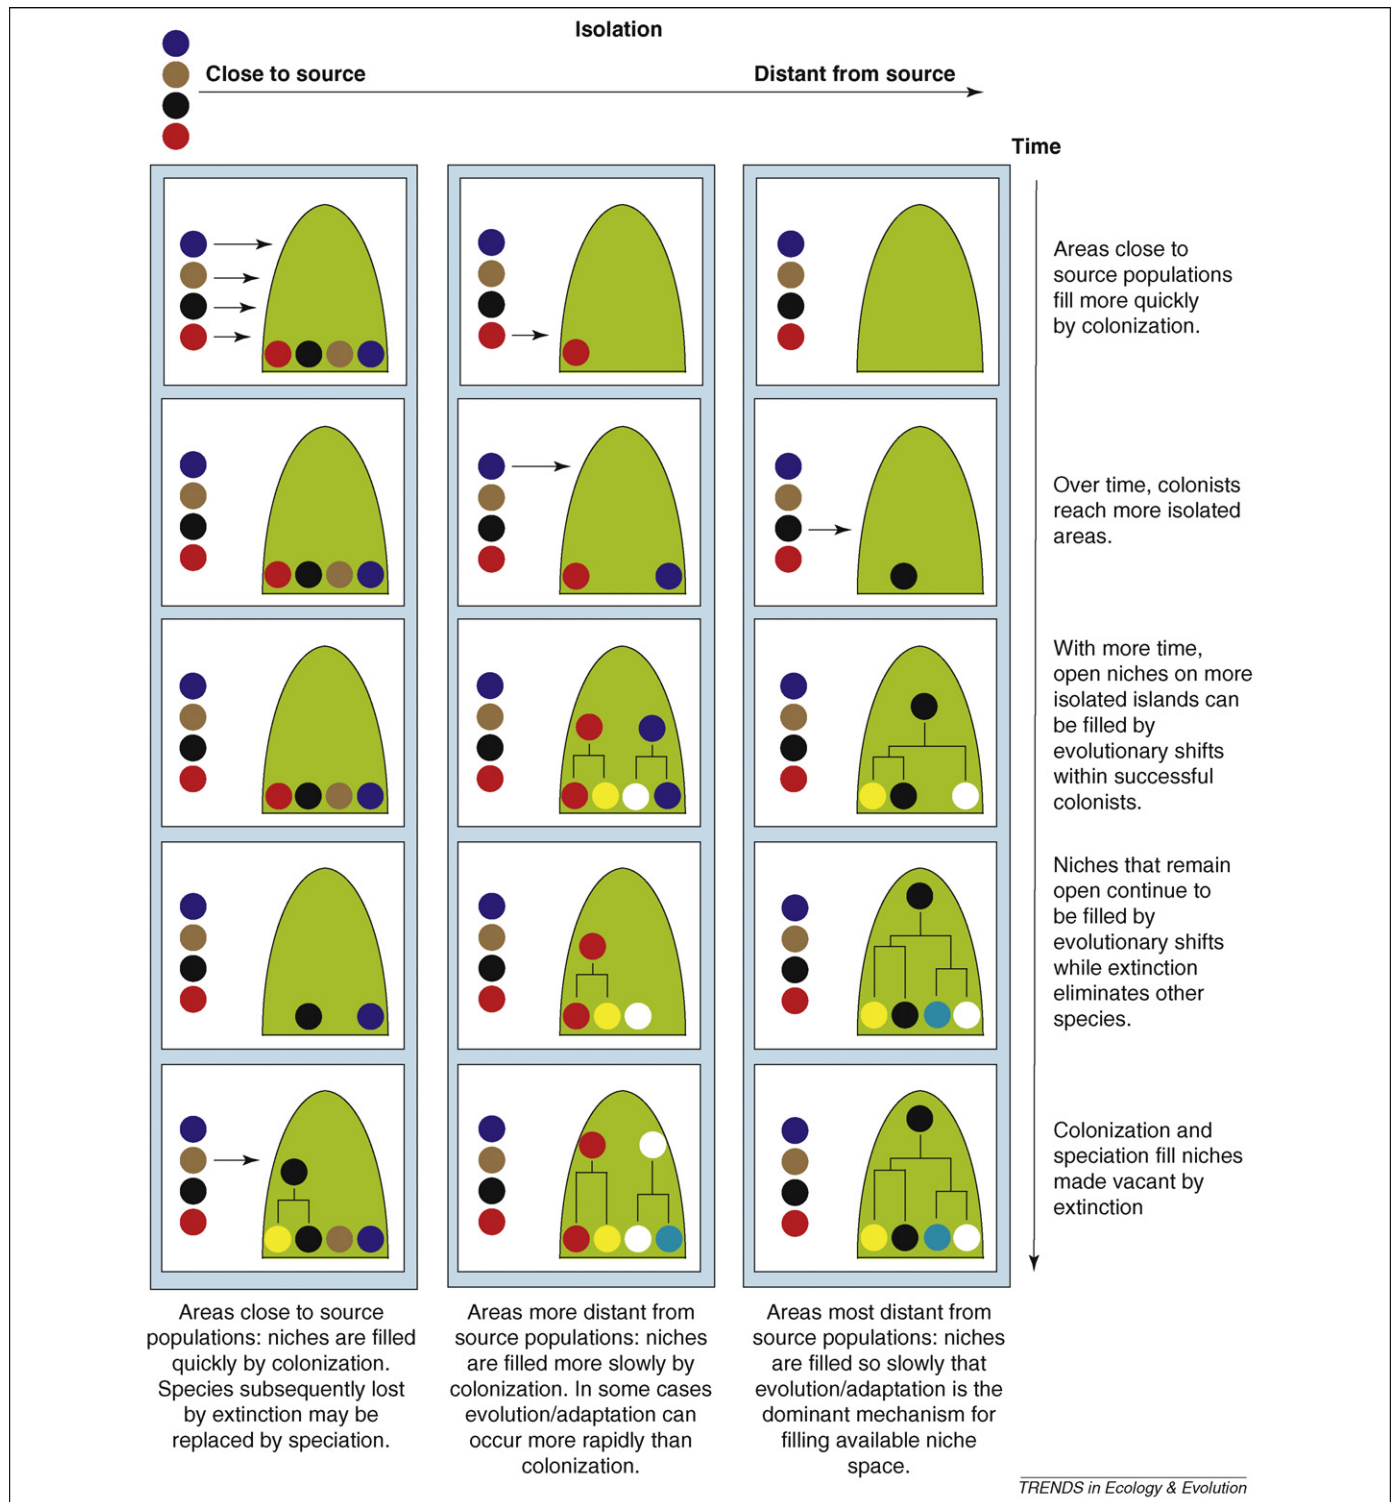 Isolation
Close to source
Distant from source
Time
Areas close to
source populations
fill more quickly
by colonization.
Over time, colonists
reach more isolated
areas.
With more time,
open niches on more
isolated islands can
be filled by
evolutionary shifts
within successful
colonists.
Niches that remain
open continue to
be filled by
evolutionary shifts
while extinction
eliminates other
species.
Colonization and
speciation fill niches
made vacant by
extinction
Areas close to source
populations: niches are filled
quickly by colonization.
Species subsequently lost
by extinction may be
replaced by speciation.
Areas more distant from
source populations: niches
are filled more slowly by
colonization. In some cases
evolution/adaptation can
occur more rapidly than
colonization.
Areas most distant from
source populations: niches
are filled so slowly that
evolution/adaptation is the
dominant mechanism for
filling available niche
space.
TRENDS in Ecology & Evolution